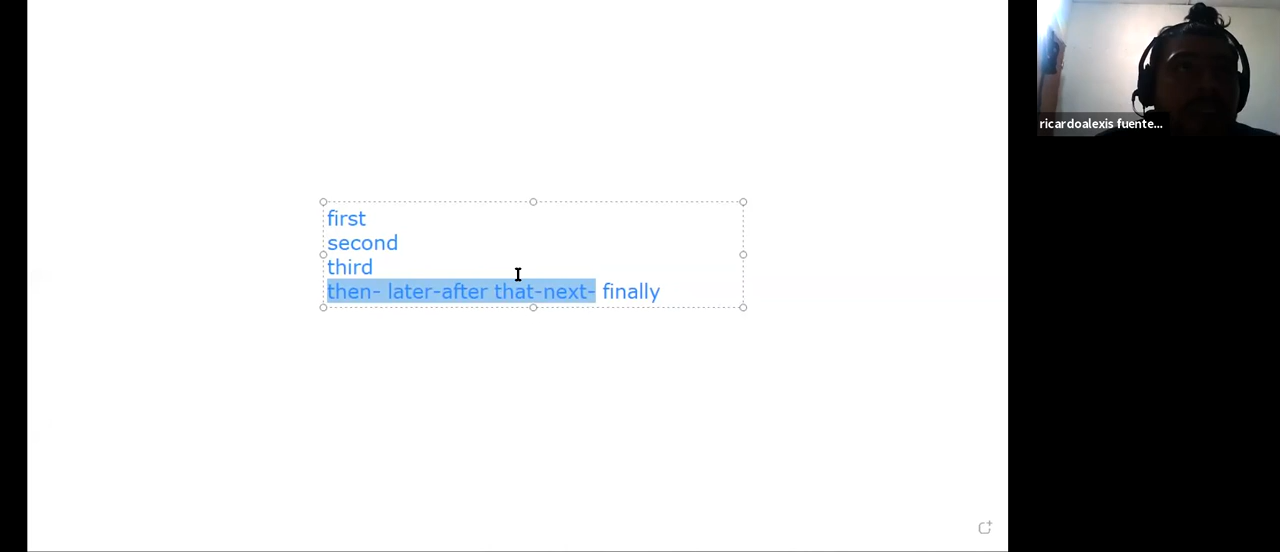 first
second
third
then- later-after that-next- finally
ricardoalexis fuente...